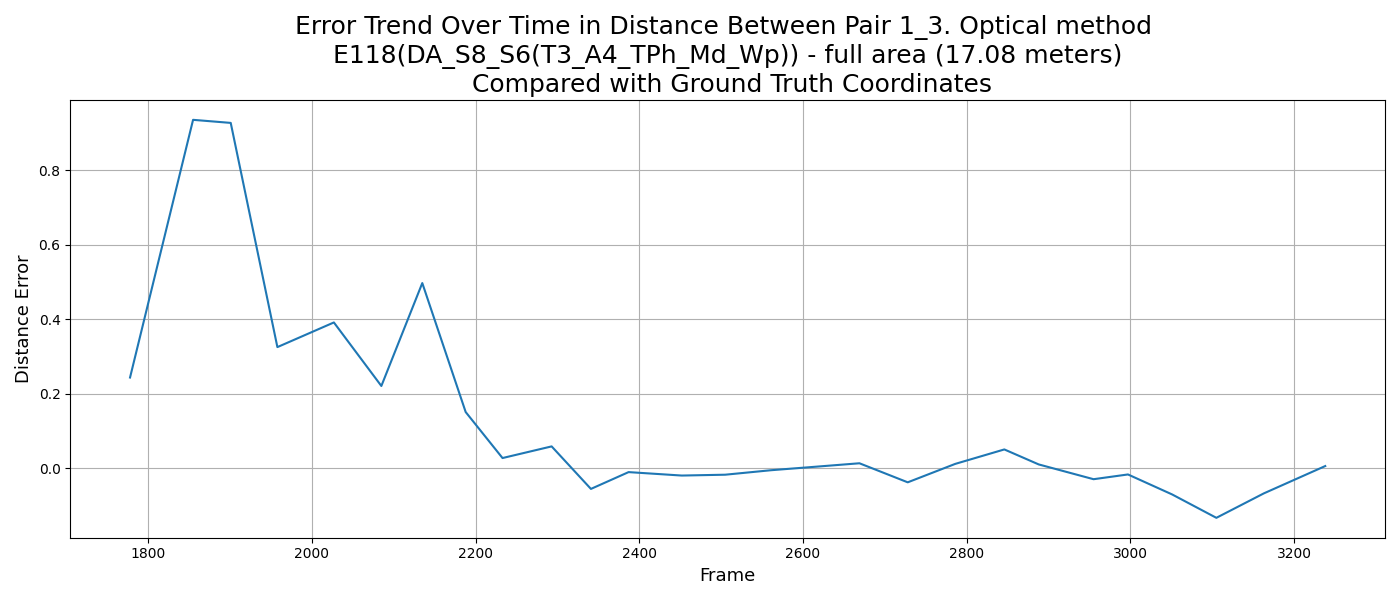 Error Trend Over Time in Distance Between Pair 1_3. Optical method
E118(DA_S8_S6(T3_A4_TPh_Md_Wp)) - full area (17.08 meters)
Compared with Ground Truth Coordinates
Distance Error
0.8
0.6
0.4
0.2
0.0
1800 2000 2200 2400 2600 2800 3000 3200
Frame